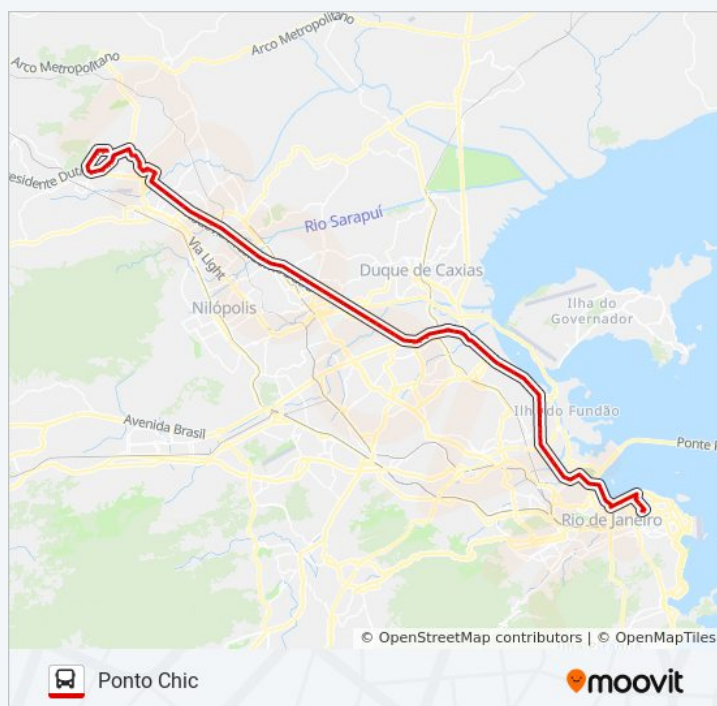 Arco Metropolitano
Arco Metropolitano
Presidente Dut
Rio Sarapuí
Via Light
Duque de Caxias
Nilópolis
Ilha do
Governador
Avenida Brasil
Ilha do Fundão
Ponte R
Rio de Janeiro
© OpenStreetMap contributors | © OpenMapTiles
Ponto Chic
moovit